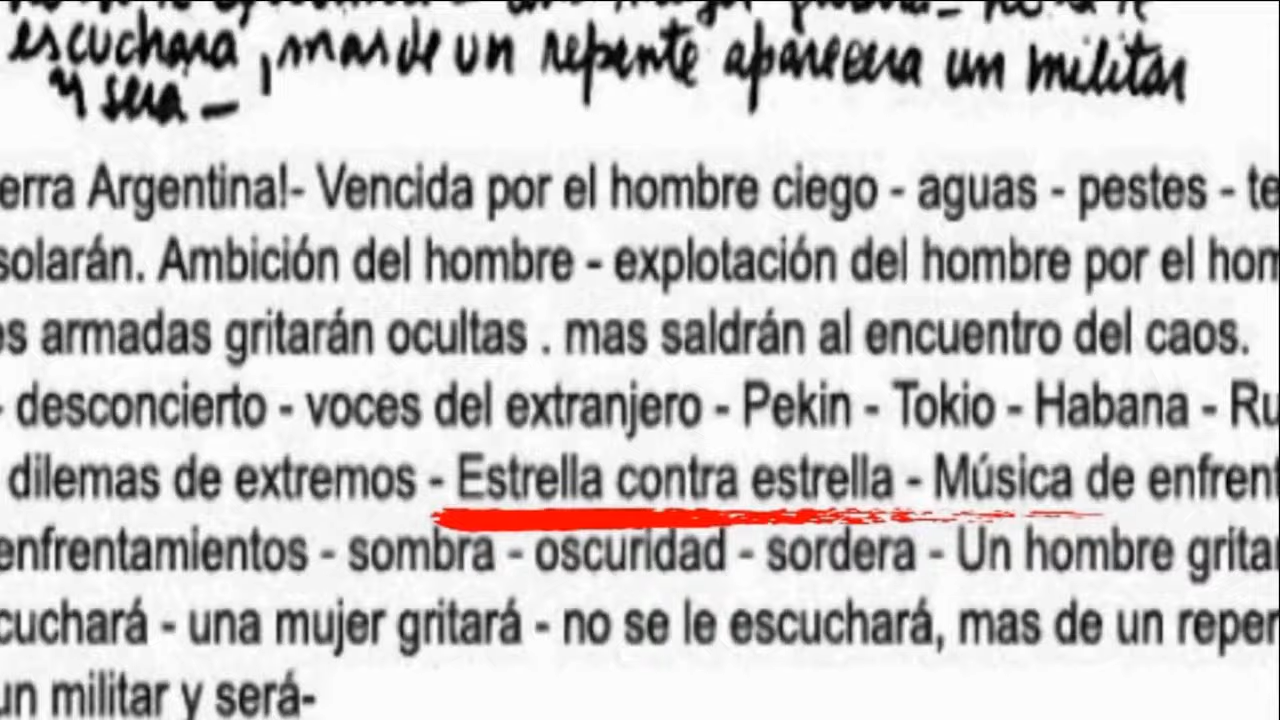 escuchara, mas de un repente aparecera un militar
y sera -
erra Argentina!- Vencida por el hombre ciego - aguas - pestes - te
solarán. Ambición del hombre - explotación del hombre por el hom
os armadas gritarán ocultas . mas saldrán al encuentro del caos.
- desconcierto - voces del extranjero - Pekin - Tokio - Habana - Ru
dilemas de extremos - Estrella contra estrella - Música de enfrent
enfrentamientos - sombra - oscuridad - sordera - Un hombre gritar
cuchará - una mujer gritará - no se le escuchará, mas de un repen
un militar y será-